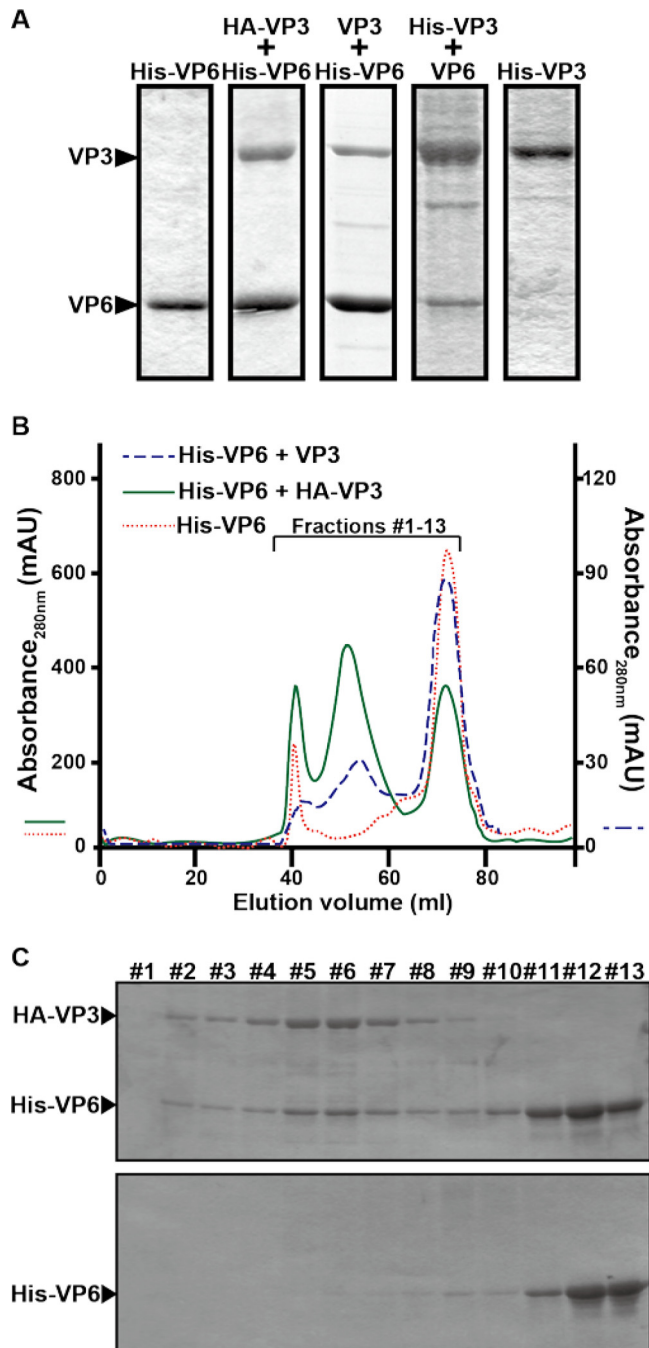 A
HA-VP3 VP3 His-VP3
+ + +
His-VP6 His-VP6 His-VP6 VP6 His-VP3
VP3
VP6
B
800 120
His-VP6 + VP3
His-VP6 + HA-VP3
His-VP6
Fractions #1-13
600 90
400 60
200 30
0 0
Absorbance280nm (mAU)
Absorbance280nm (mAU)
0 20 40 60 80
Elution volume (ml)
C
#1 #2 #3 #4 #5 #6 #7 #8 #9 #10 #11 #12 #13
HA-VP3
His-VP6
His-VP6